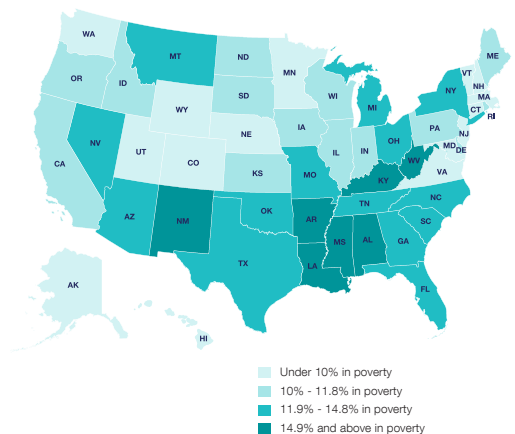 WA
MT
ND
MN
ME
VT
OR
ID
SD
WI
MI
NY
NH
MA
CT
RI
WY
NE
IA
PA
NJ
NV
UT
CO
KS
IL
IN
OH
MD
DE
CA
MO
KY
WV
VA
AZ
NM
OK
AR
TN
NC
SC
TX
LA
MS
AL
GA
FL
AK
HI
Under 10% in poverty
10% - 11.8% in poverty
11.9% - 14.8% in poverty
14.9% and above in poverty